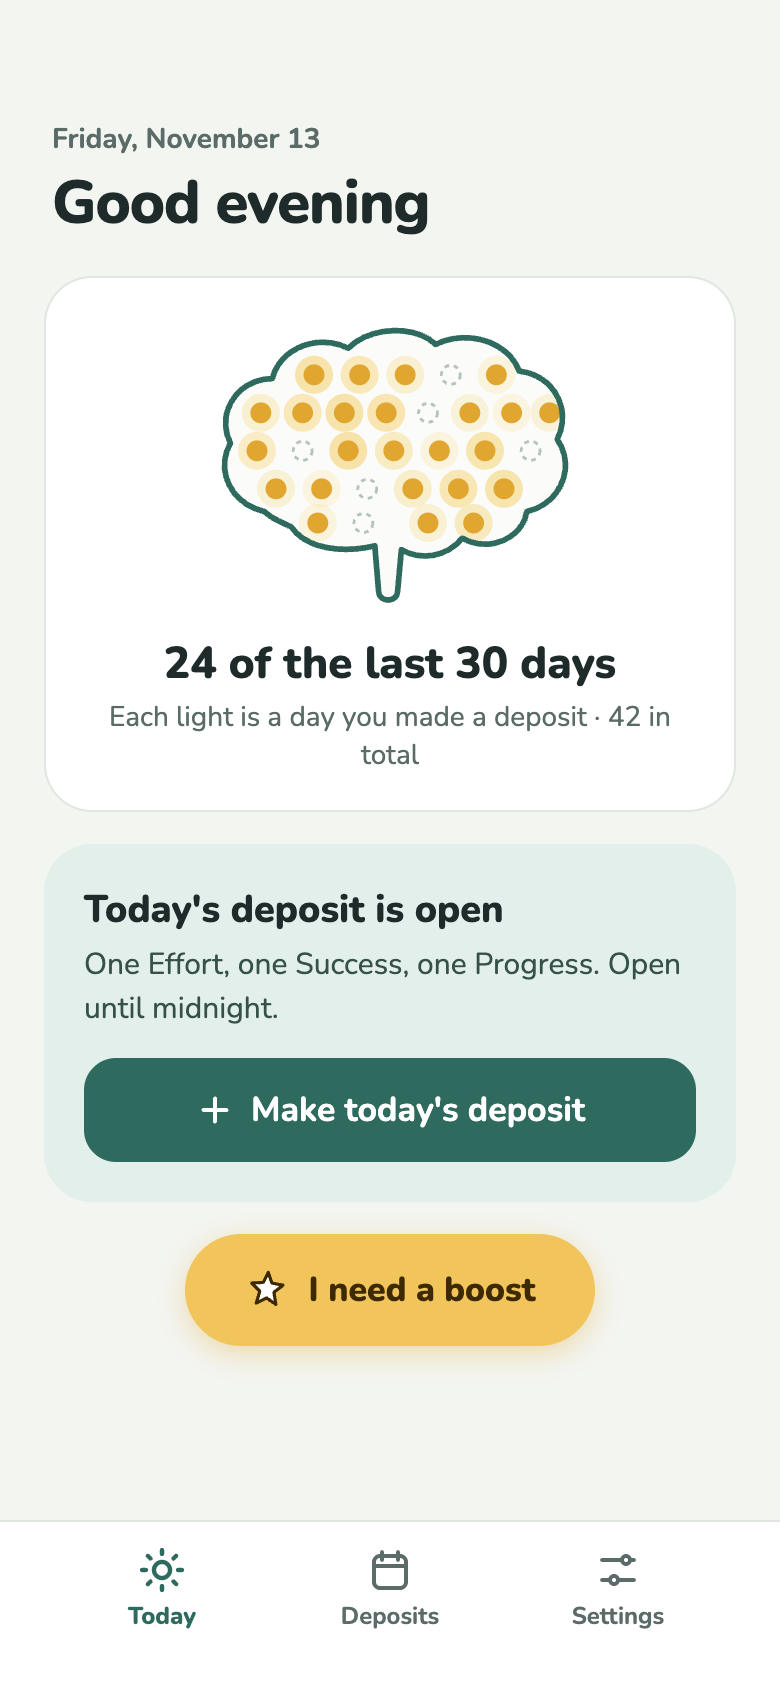 Friday, November 13
Good evening
24 of the last 30 days
Each light is a day you made a deposit · 42 in
total
Today's deposit is open
One Effort, one Success, one Progress. Open
until midnight.
Make today's deposit
I need a boost
Today
Deposits
Settings